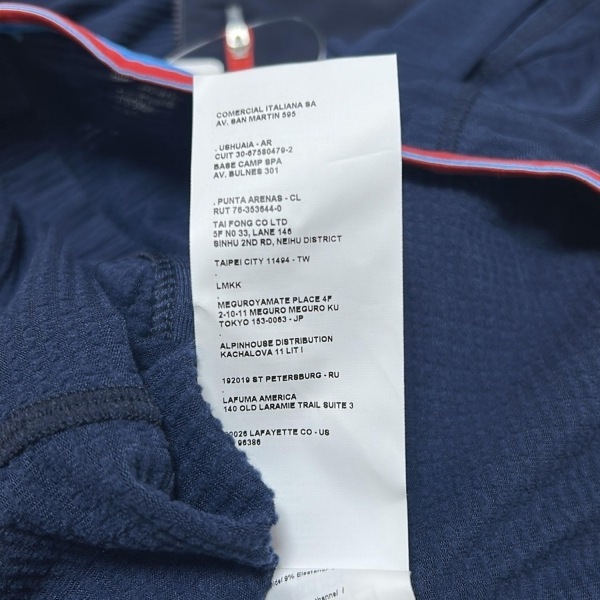 COMERCIAL ITALIANA SA
AV. SAN MARTIN 595
. USHUAIA - AR
CUIT 30-67580479-2
BASE CAMP SPA
AV. BULNES 301
. PUNTA ARENAS - CL
RUT 76-353644-0
TAI FONG CO LTD
5F N0 33, LANE 146
SINHU 2ND RD, NEIHU DISTRICT
TAIPEI CITY 11494 - TW
.
LMKK
.
MEGUROYAMATE PLACE 4F
2-10-11 MEGURO MEGURO KU
TOKYO 153-0063 - JP
.
ALPINHOUSE DISTRIBUTION
KACHALOVA 11 LIT I
.
192019 ST PETERSBURG - RU
.
LAFUMA AMERICA
140 OLD LARAMIE TRAIL SUITE 3
0026 LAFAYETTE CO - US
96386
9%